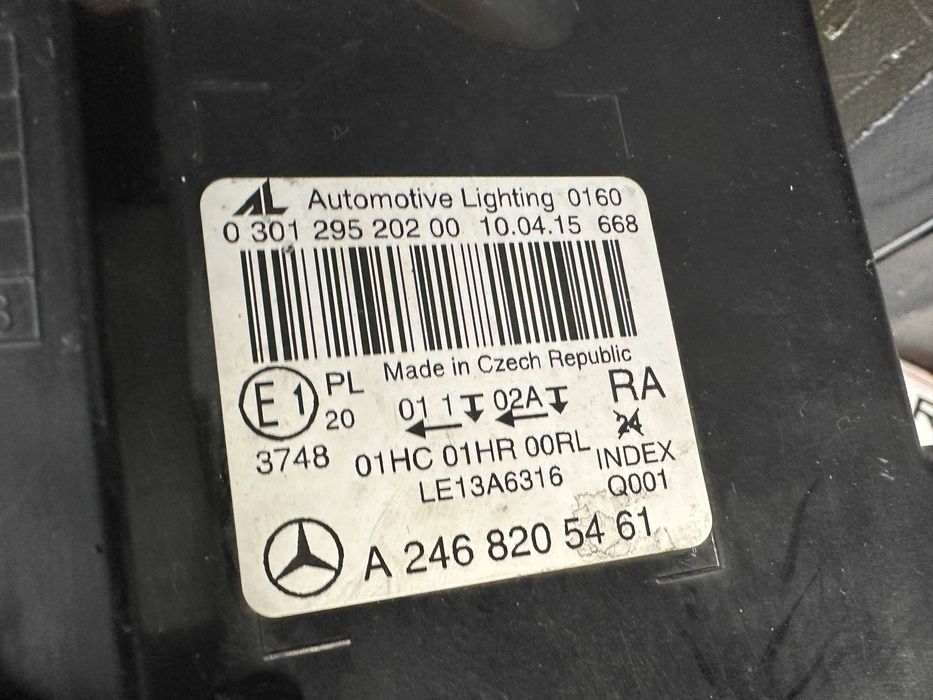 AL Automotive Lighting 0160
0 301 295 202 00 10.04.15 668
Made in Czech Republic
E1 PL RA
20 01 1 02A
24
3748 01HC 01HR 00RL INDEX
LE13A6316 Q001
A 246 820 54 61